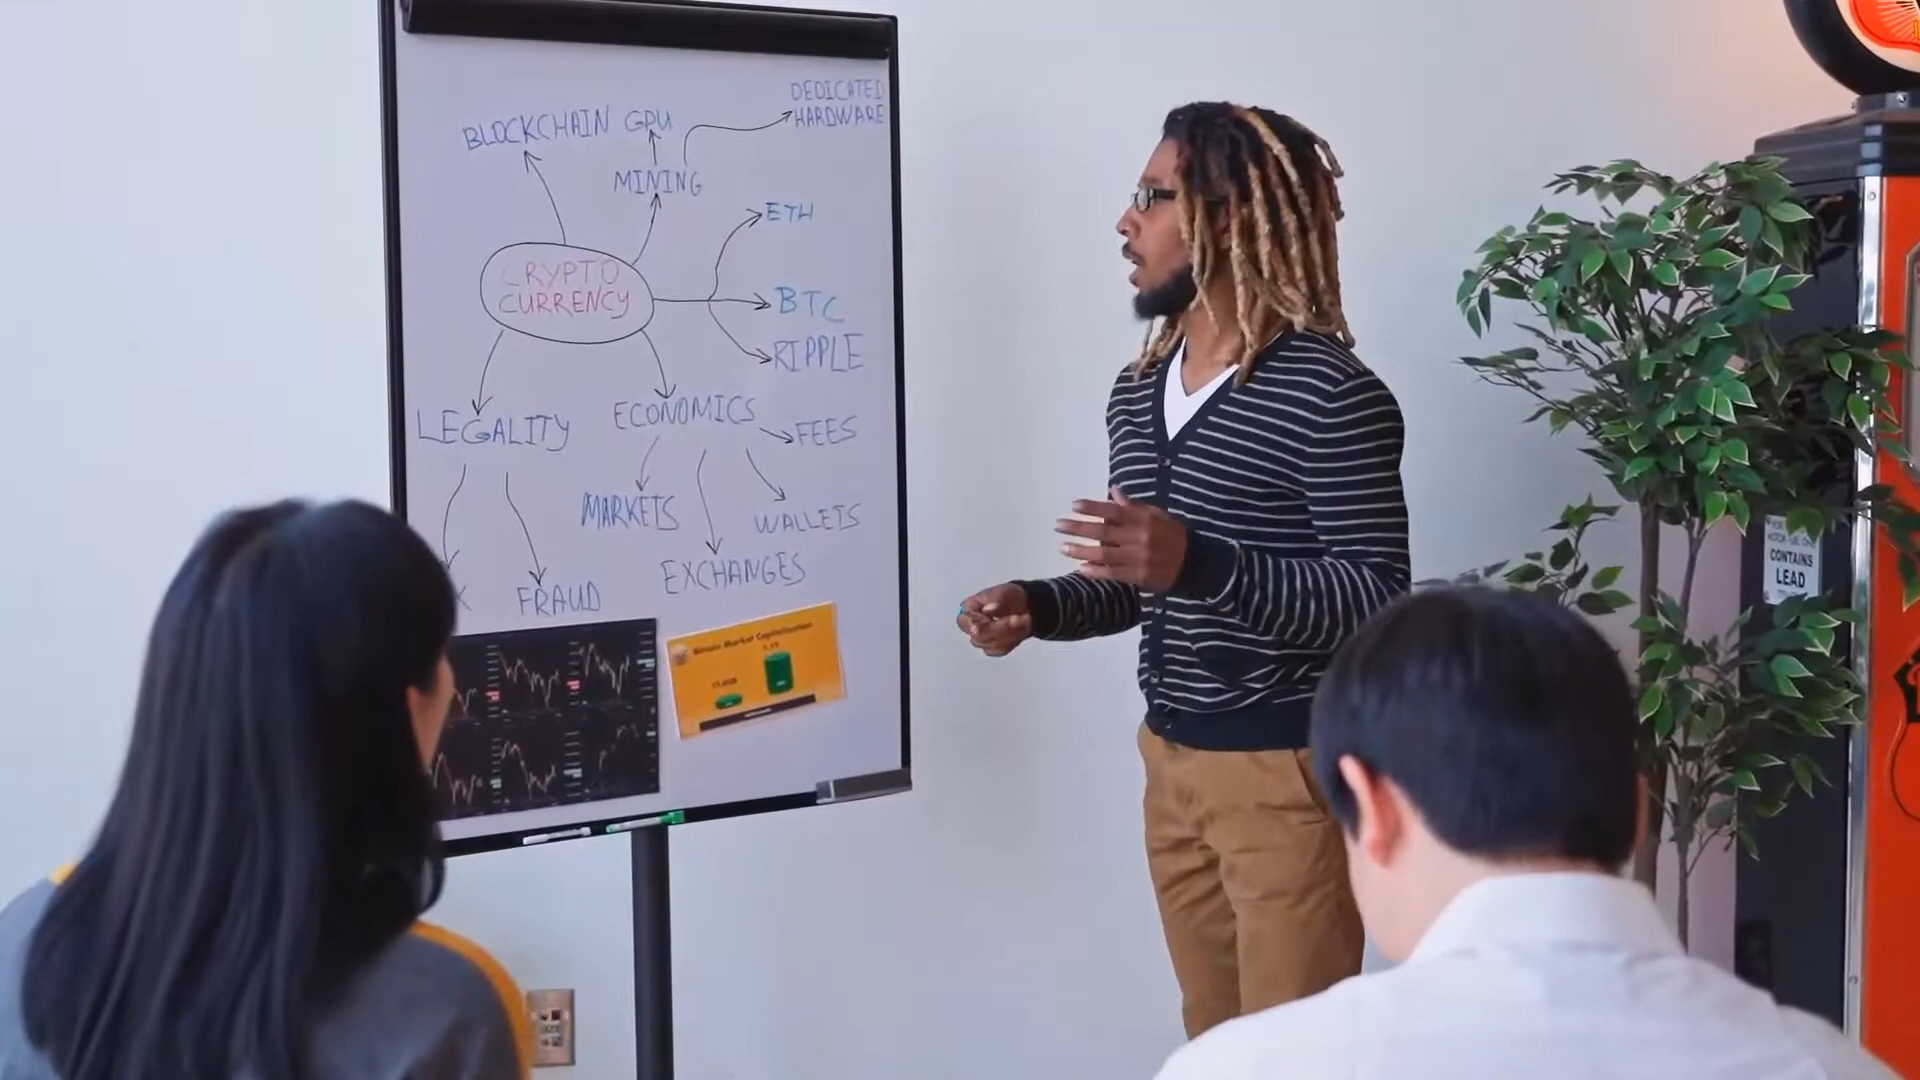 DEDICATED
HARDWARE
BLOCKCHAIN
GPU
MINING
ETH
CRYPTO
CURRENCY
BTC
RIPPLE
LEGALITY
ECONOMICS
FEES
MARKETS
WALLETS
EXCHANGES
FRAUD
Bitcoin Market Capitalisation
CONTAINS
LEAD